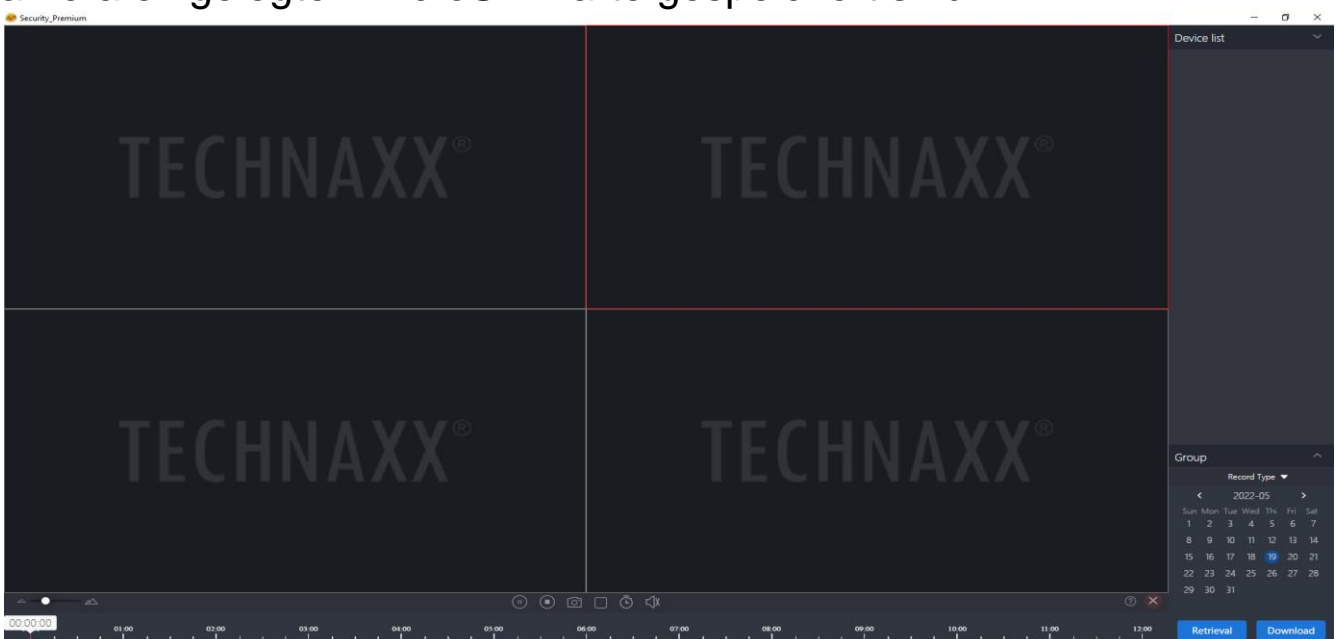 Security_Premium
Device list
TECHNAXX® TECHNAXX®
TECHNAXX® TECHNAXX®
Group
Record Type
< 2022-05 >
Sun Mon Tue Wed Thi Fri Sat
1 2 3 4 5 6 7
8 9 10 11 12 13 14
15 16 17 18 19 20 21
22 23 24 25 26 27 28
29 30 31
00:00:00 01:00 02:00 03:00 04:00 05:00 06:00 07:00 08:00 09:00 10:00 11:00 12:00
Retrieval Download